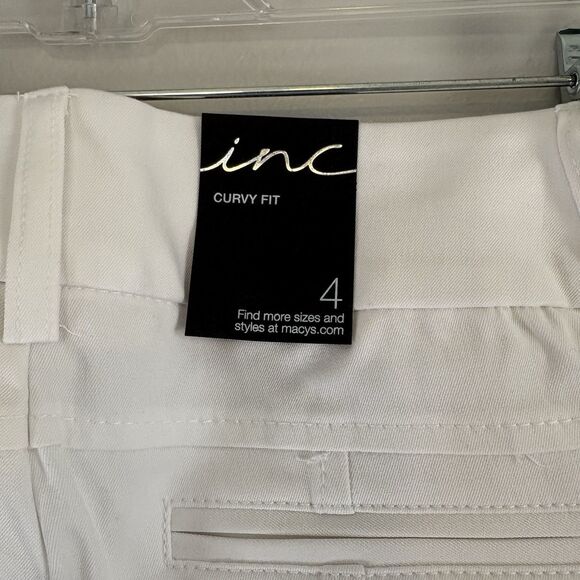 inc
CURVY FIT
4
Find more sizes and
styles at macys.com